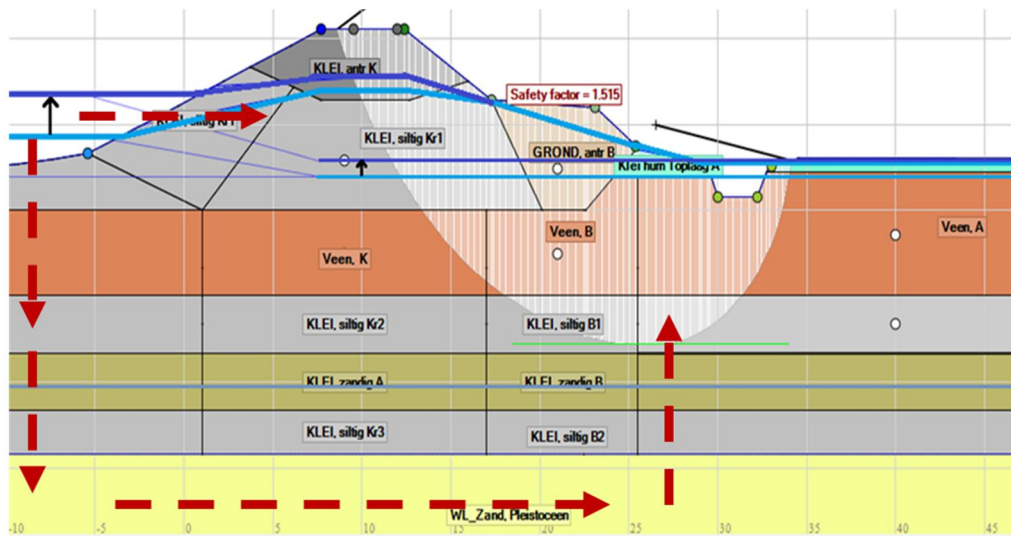 KLEI, antr K
Safety factor = 1.515
KLEI, siltig Kr1
KLEI, siltig Kr1
GROND, antr B
Klei hum Toplaag A
Veen, B
Veen, A
Veen, K
KLEI, siltig Kr2
KLEI, siltig B1
KLEI, zandig A
KLEI, zandig B
KLEI, siltig Kr3
KLEI, siltig B2
WL_Zand, Pleistoceen
-10 -5 0 5 10 15 20 25 30 35 40 45